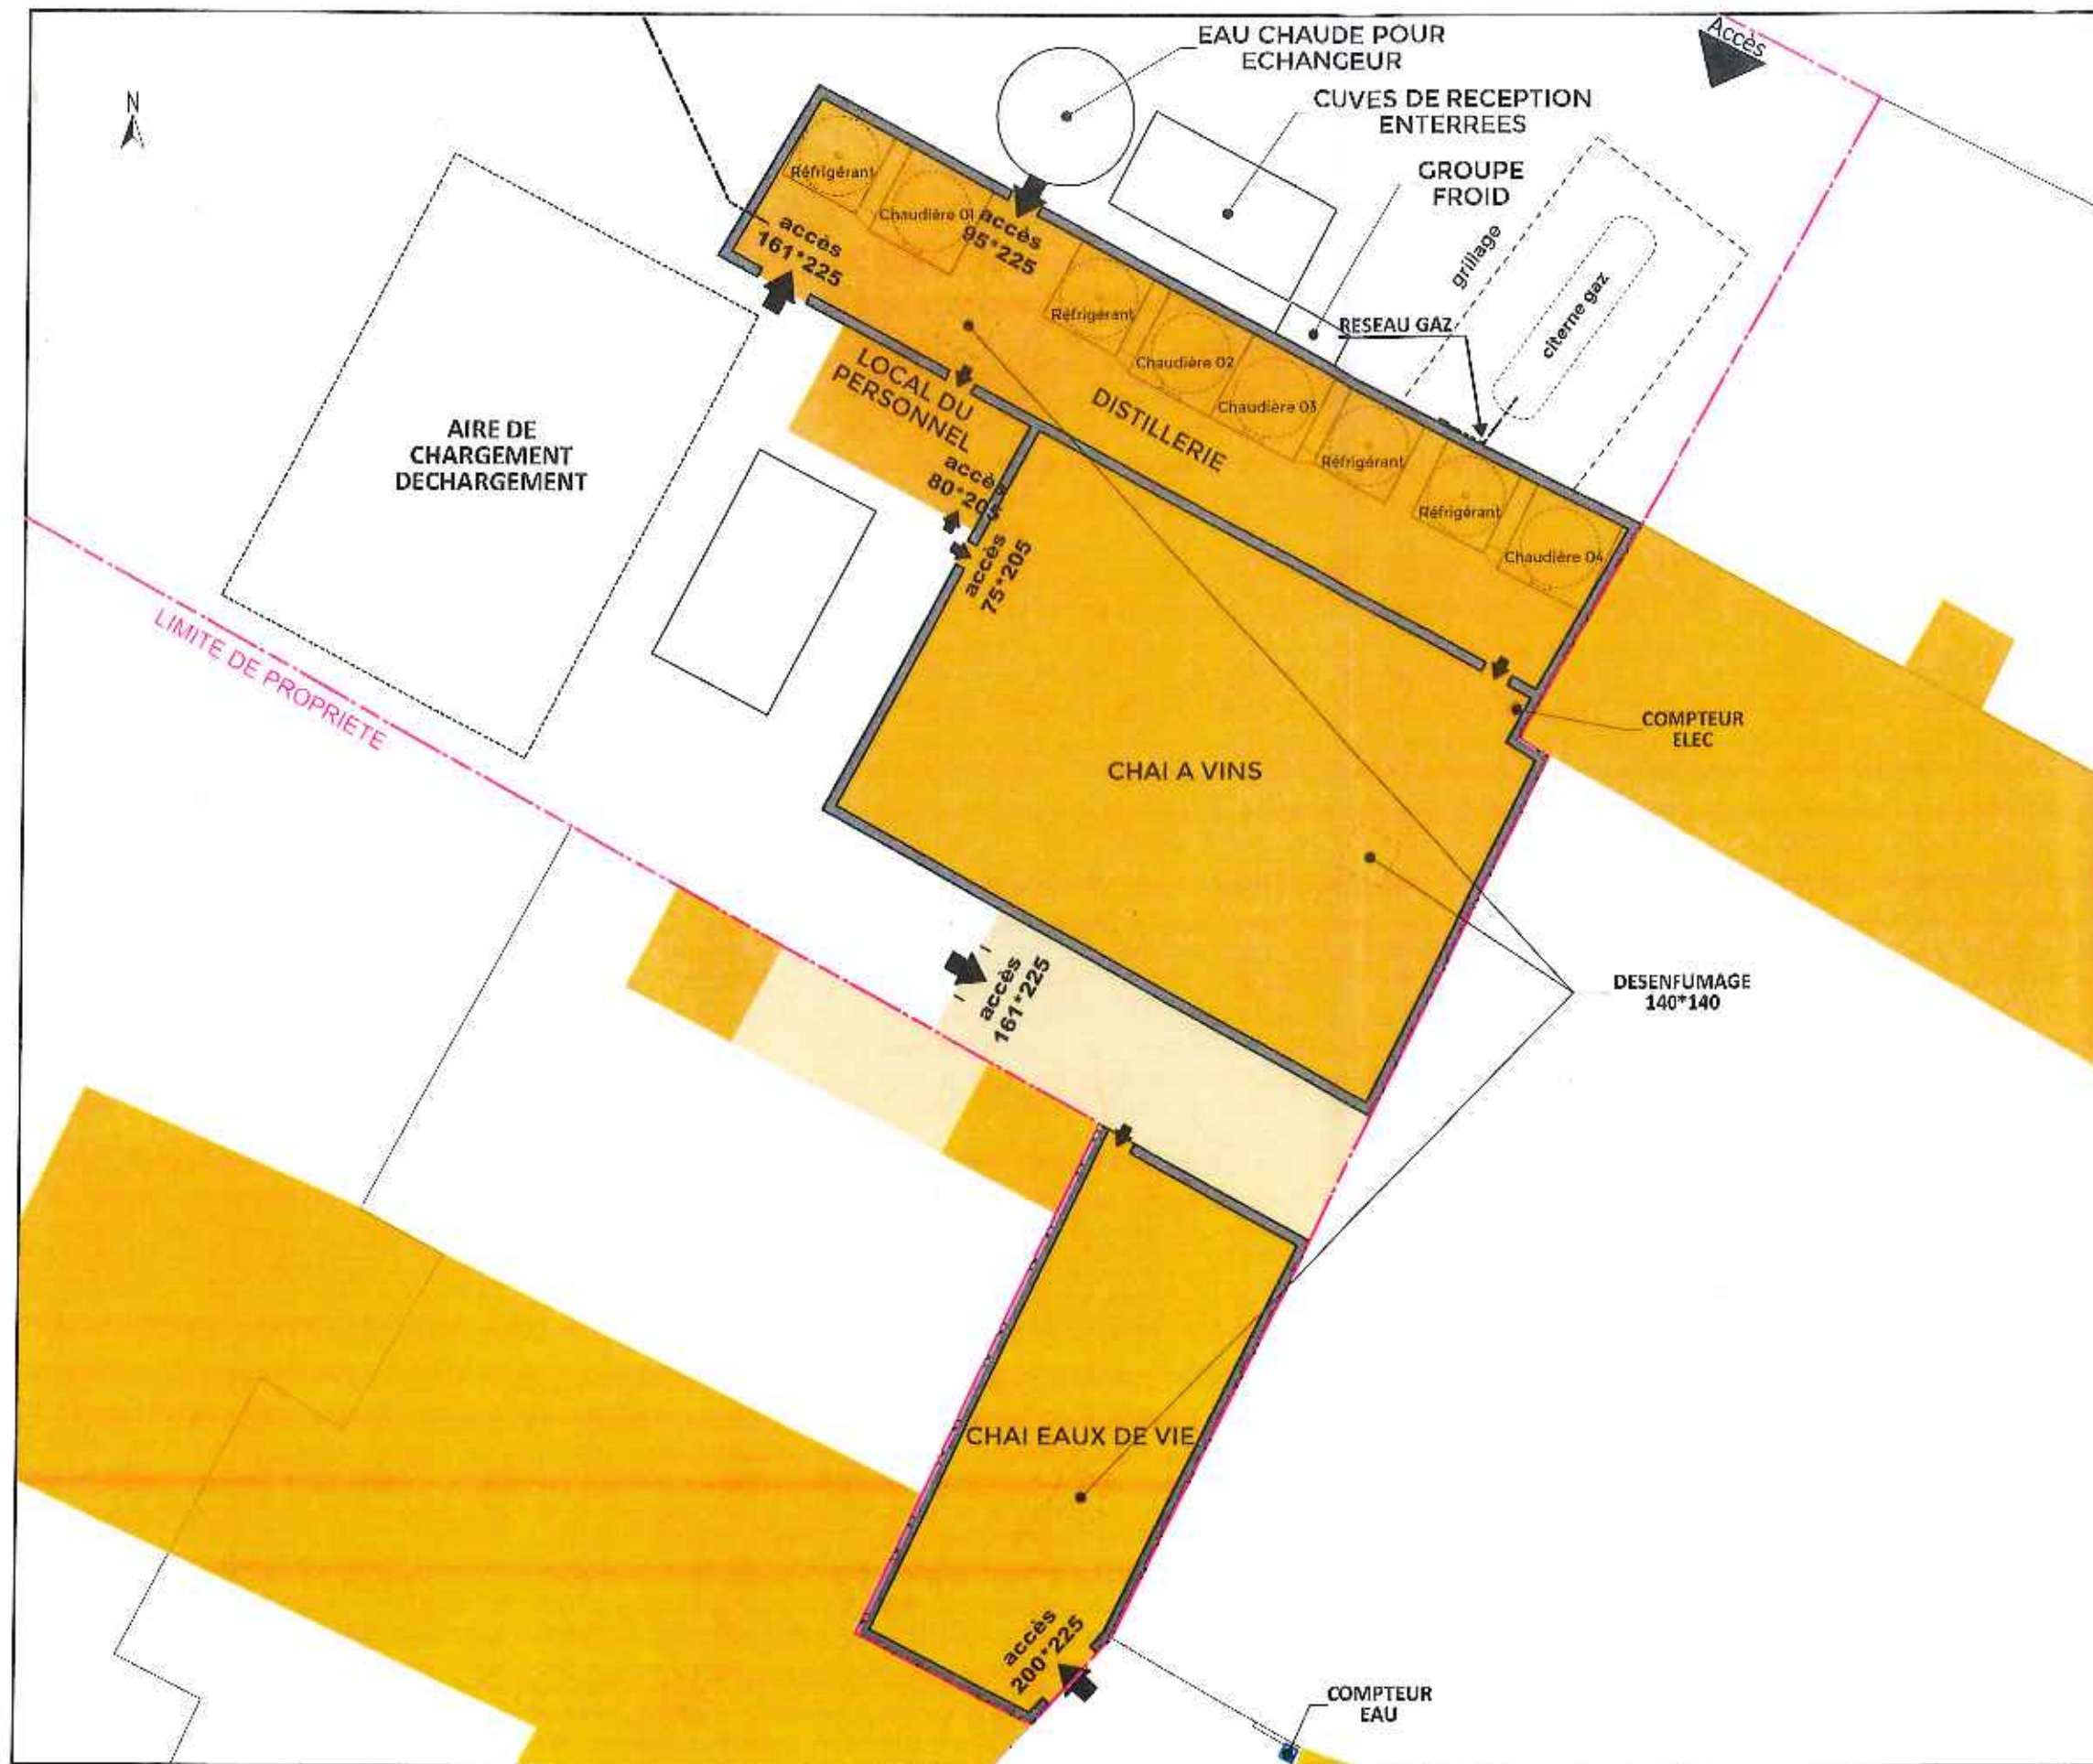 EAU CHAUDE POUR
ECHANGEUR
Accès
N
CUVES DE RECEPTION
ENTERREES
GROUPE
FROID
Réfrigérant
Chaudière 01
accès
95*225
accès
161*225
grillage
citerne gaz
RESEAU GAZ
Réfrigérant
Chaudière 02
Chaudière 03
Réfrigérant
Réfrigérant
Chaudière 04
LOCAL DU
PERSONNEL
DISTILLERIE
AIRE DE
CHARGEMENT
DECHARGEMENT
accès
80*205
accès
75*205
LIMITE DE PROPRIETE
COMPTEUR
ELEC
CHAI A VINS
accès
161*225
DESENFUMAGE
140*140
CHAI EAUX DE VIE
accès
200*225
COMPTEUR
EAU